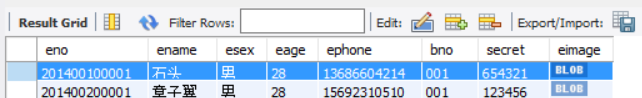 Result Grid Filter Rows: Edit: Export/Import:
eno ename esex eage ephone bno secret eimage
201400100001 石头 男 28 13686604214 001 654321 BLOB
201400200001 章子翼 男 28 15692310510 001 123456 BLOB